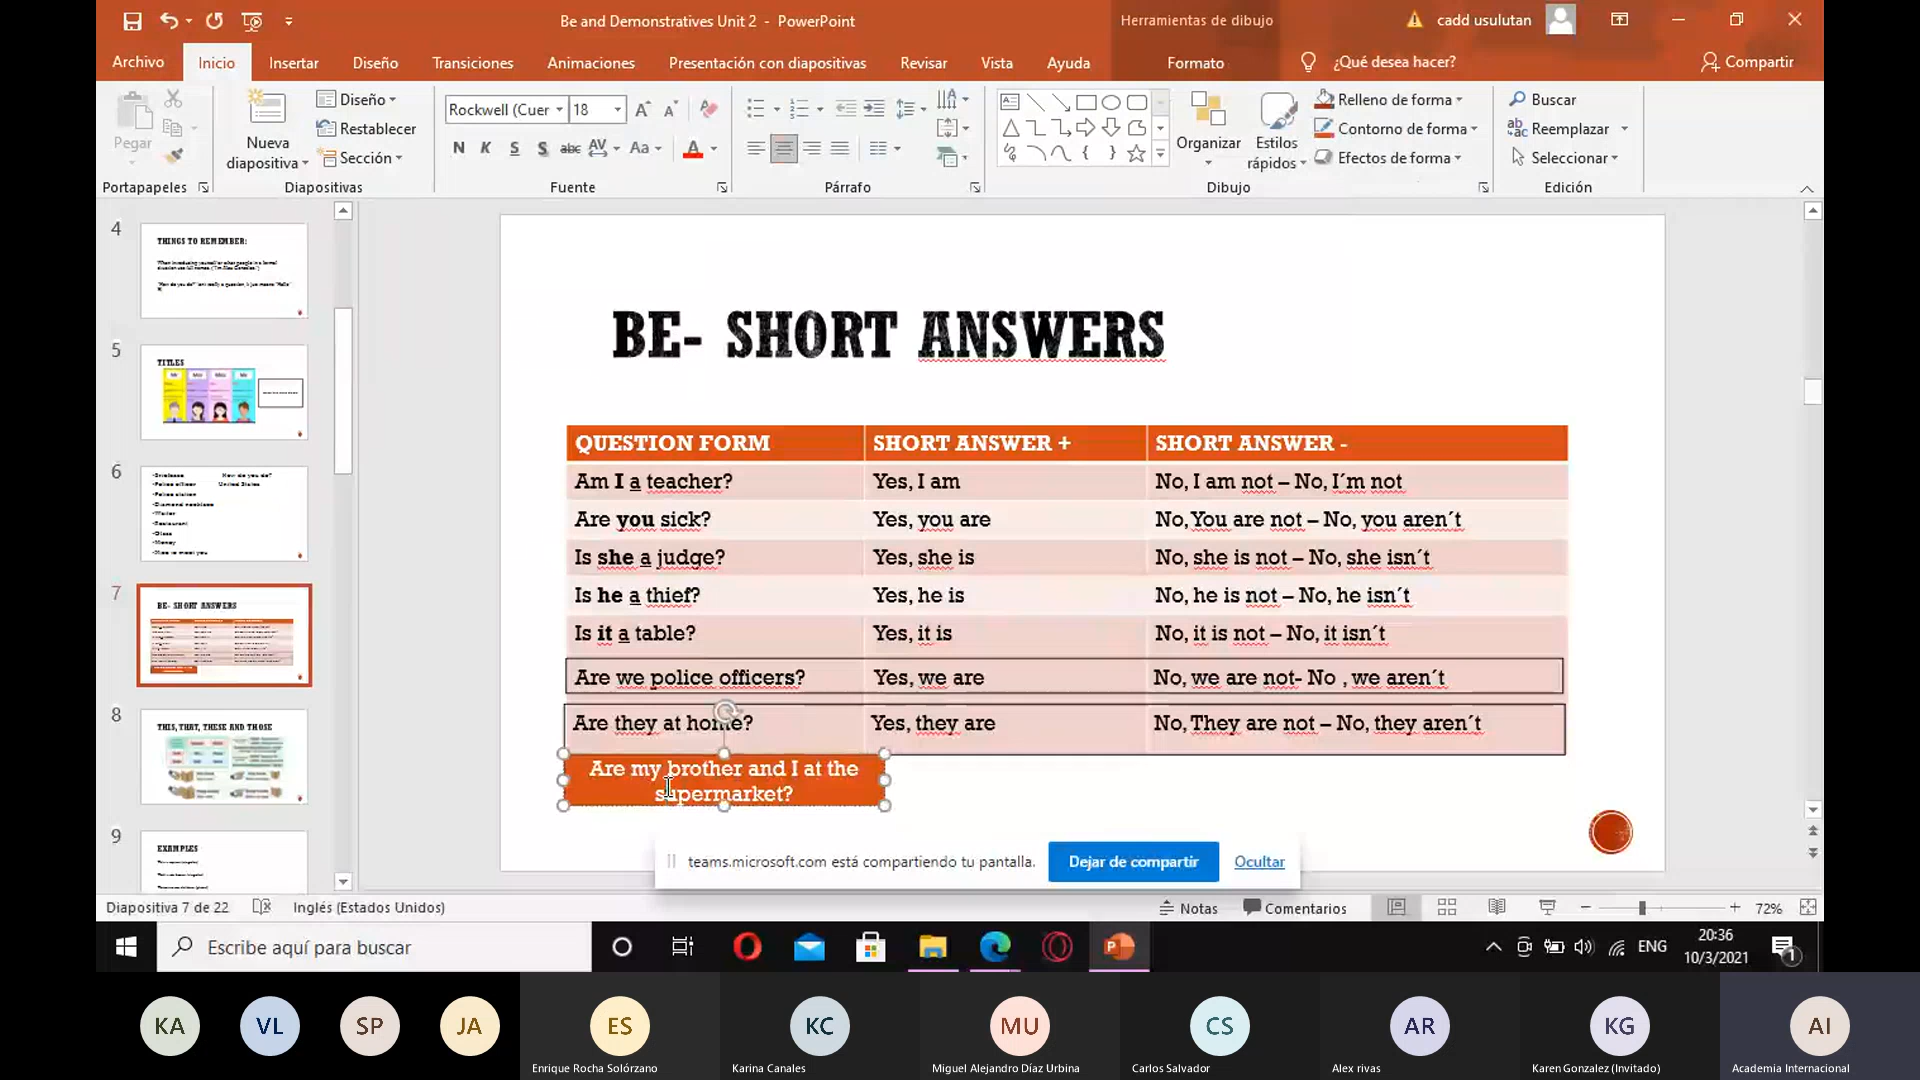 Be and Demonstratives Unit 2 - PowerPoint
Herramientas de dibujo
cadd usulutan
Archivo Inicio Insertar Diseño Transiciones Animaciones Presentación con diapositivas Revisar Vista Ayuda Formato ¿Qué desea hacer? Compartir
Pegar
Portapapeles
Nueva diapositiva
Diseño
Restablecer
Sección
Diapositivas
Rockwell (Cuer 18
N K S S abc AV Aa A
Fuente
Párrafo
Organizar
Estilos rápidos
Relleno de forma
Contorno de forma
Efectos de forma
Dibujo
Buscar
Reemplazar
Seleccionar
Edición
4
THINGS TO REMEMBER:
5
TITLES
6
7
BE- SHORT ANSWERS
8
THIS, THAT, THESE AND THOSE
9
EXAMPLES
BE- SHORT ANSWERS
QUESTION FORM SHORT ANSWER + SHORT ANSWER -
Am I a teacher? Yes, I am No, I am not – No, I´m not
Are you sick? Yes, you are No, You are not – No, you aren´t
Is she a judge? Yes, she is No, she is not – No, she isn´t
Is he a thief? Yes, he is No, he is not – No, he isn´t
Is it a table? Yes, it is No, it is not – No, it isn´t
Are we police officers? Yes, we are No, we are not- No , we aren´t
Are they at home? Yes, they are No, They are not – No, they aren´t
Are my brother and I at the
supermarket?
teams.microsoft.com está compartiendo tu pantalla. Dejar de compartir Ocultar
Diapositiva 7 de 22 Inglés (Estados Unidos) Notas Comentarios 72%
Escribe aquí para buscar
ENG
20:36
10/3/2021
1
KA VL SP JA ES KC MU CS AR KG AI
Enrique Rocha Solórzano Karina Canales Miguel Alejandro Díaz Urbina Carlos Salvador Alex rivas Karen Gonzalez (Invitado) Academia Internacional